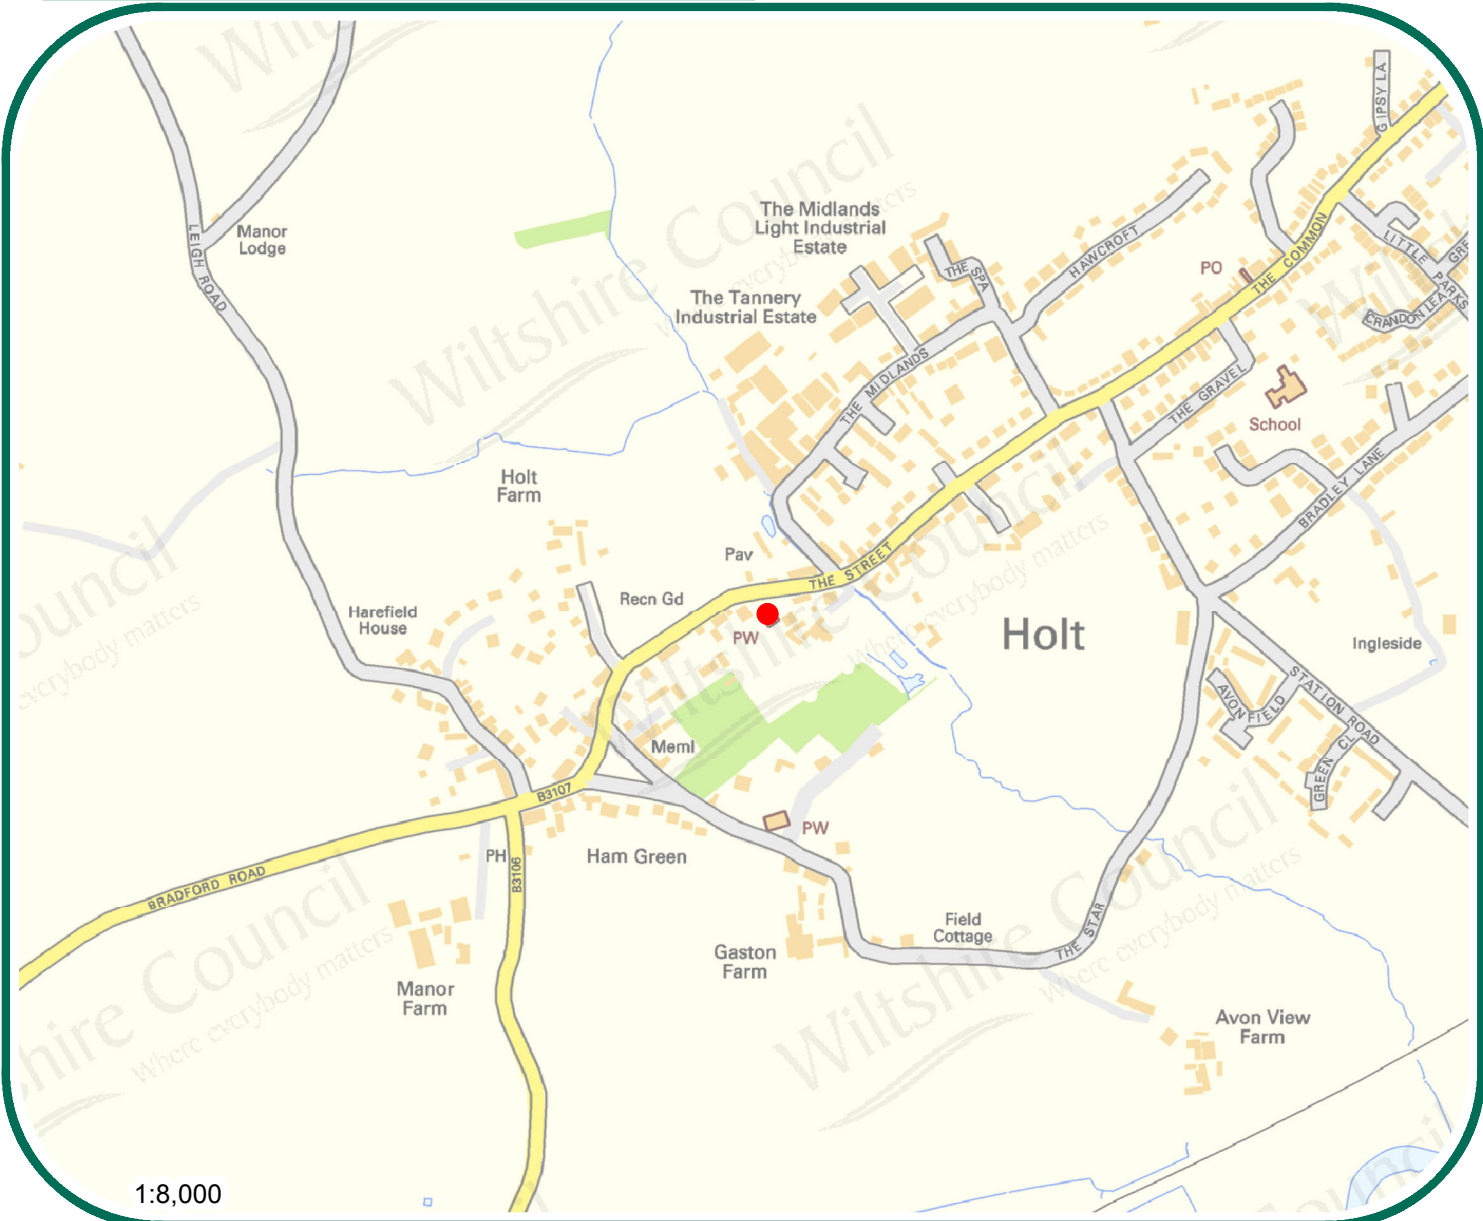 GIPSY LA
Manor
Lodge
LEIGH ROAD
The Midlands
Light Industrial
Estate
The Tannery
Industrial Estate
THE SPA
HAWCROFT
PO
THE COMMON
LITTLE PARKS
GRE
CRANDON LEA
THE MIDLANDS
THE GRAVEL
School
BRADLEY LANE
Holt
Farm
Pav
THE STREET
Recn Gd
Harefield
House
PW
Holt
Ingleside
STATION ROAD
AVON FIELD
GREEN CL
Meml
B3107
PW
PH
B3106
Ham Green
BRADFORD ROAD
Field
Cottage
THE STAR
Gaston
Farm
Manor
Farm
Avon View
Farm
1:8,000
Wiltshire Council
Where everybody matters